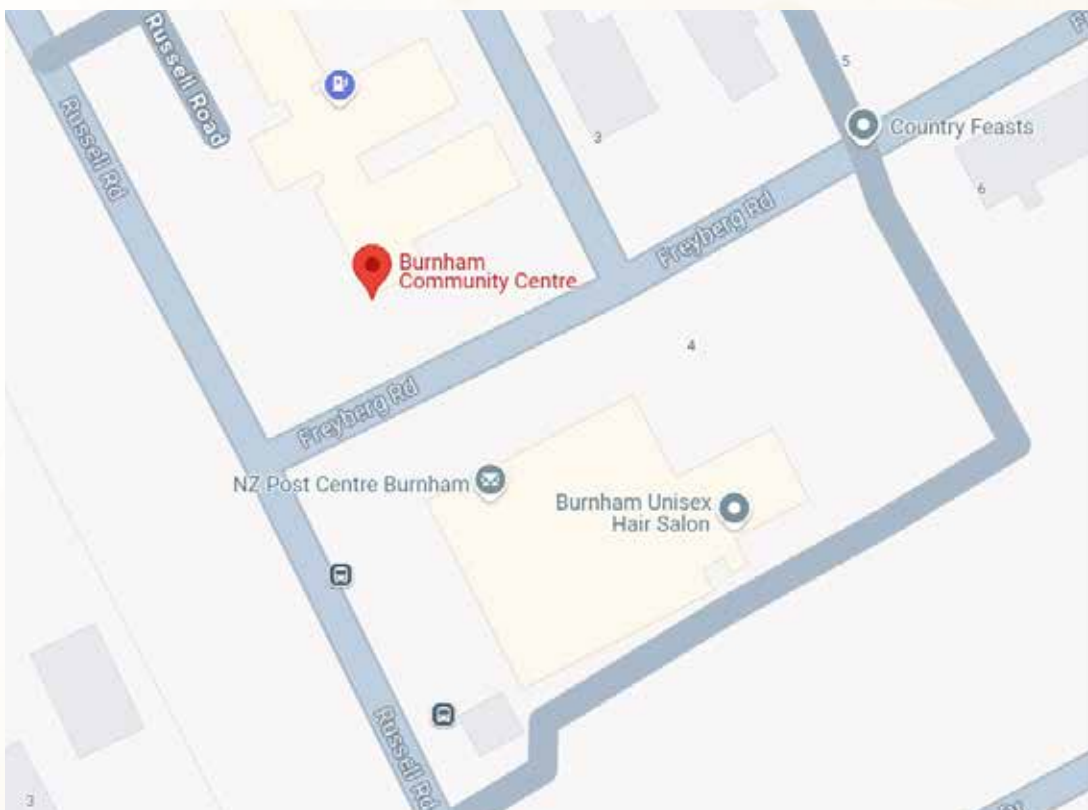 Russell Road
Russell Rd
5
3
Country Feasts
6
Freyberg Rd
Burnham
Community Centre
4
Freyberg Rd
NZ Post Centre Burnham
Burnham Unisex
Hair Salon
Russell Rd
3